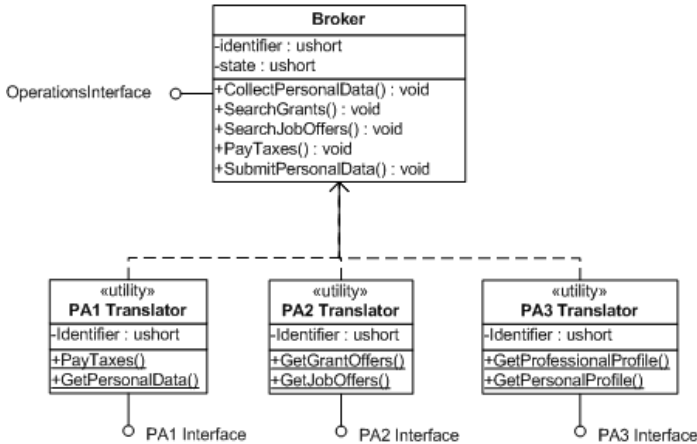 Broker
-identifier : ushort
-state : ushort
OperationsInterface
+CollectPersonalData() : void
+SearchGrants() : void
+SearchJobOffers() : void
+PayTaxes() : void
+SubmitPersonalData() : void
«utility»
PA1 Translator
-Identifier : ushort
+PayTaxes()
+GetPersonalData()
PA1 Interface
«utility»
PA2 Translator
-Identifier : ushort
+GetGrantOffers()
+GetJobOffers()
PA2 Interface
«utility»
PA3 Translator
-Identifier : ushort
+GetProfessionalProfile()
+GetPersonalProfile()
PA3 Interface